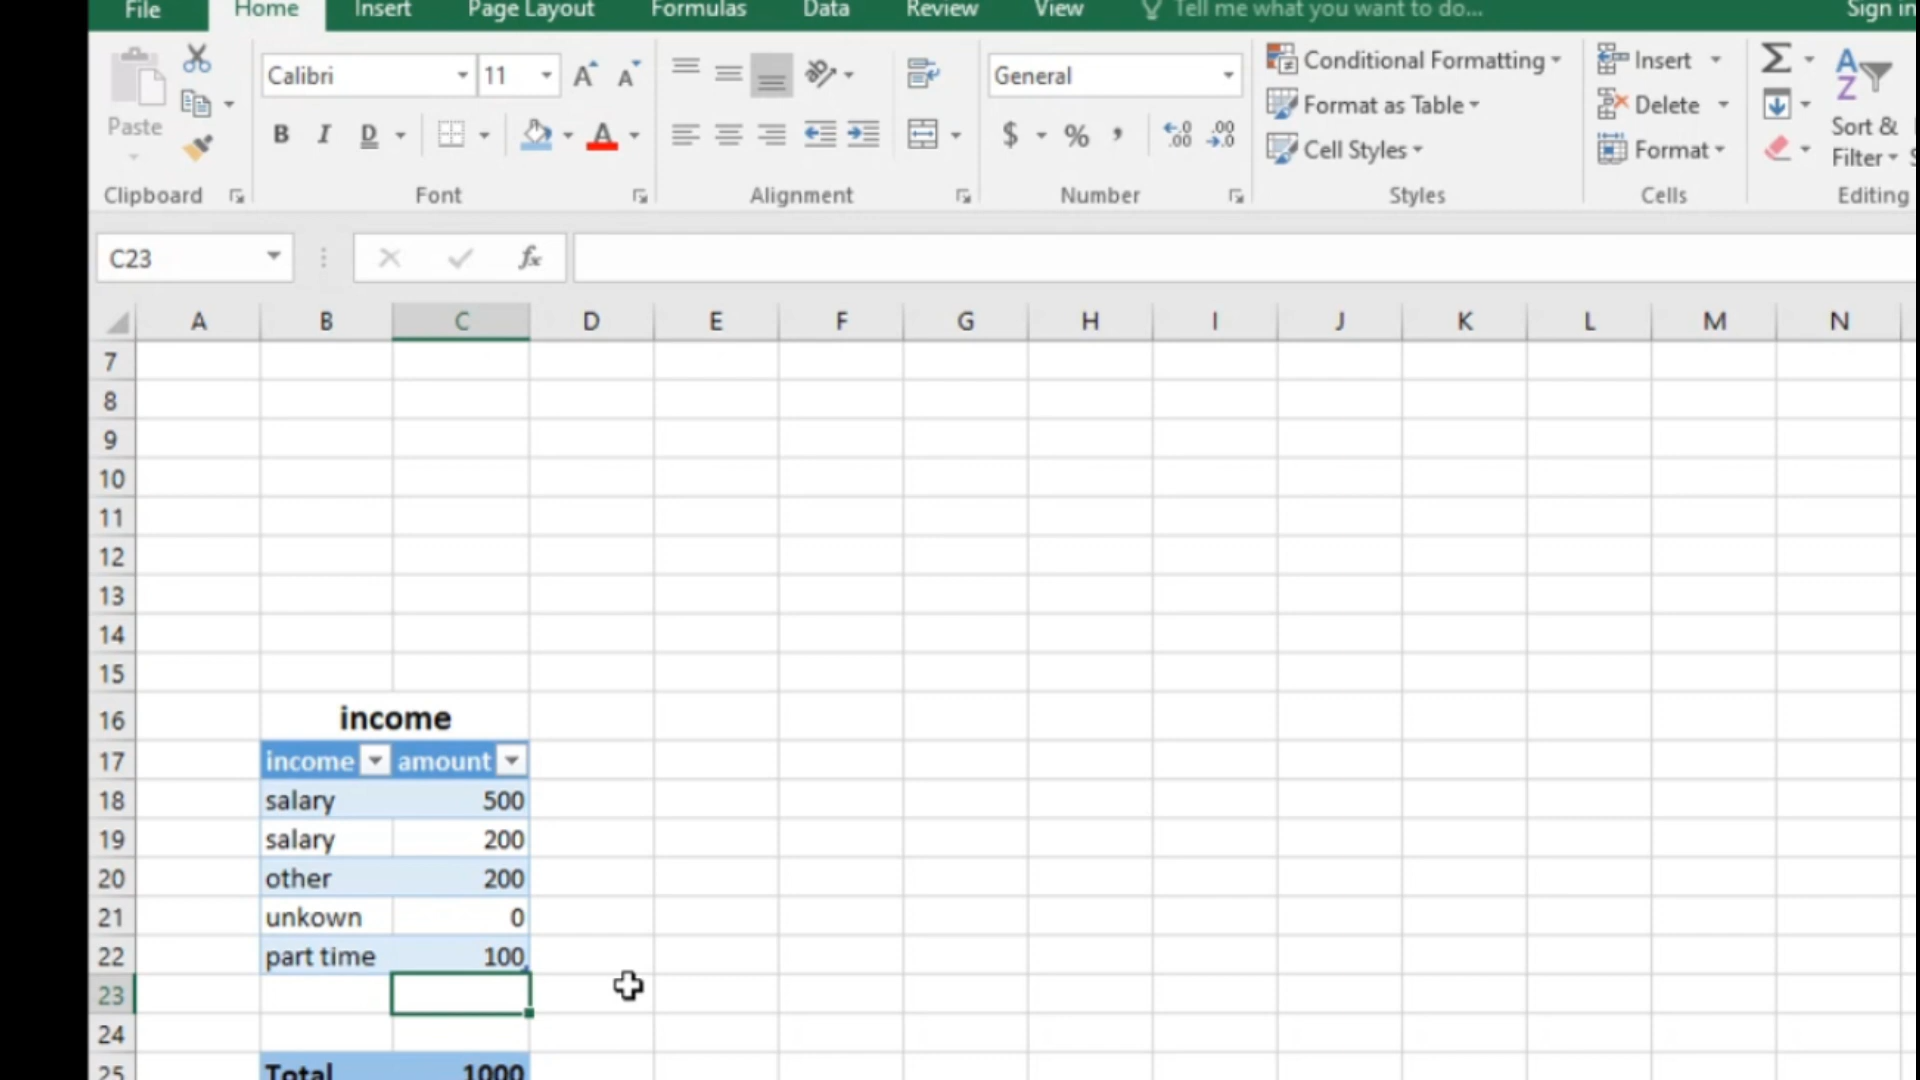 File Home Insert Page Layout Formulas Data Review View Tell me what you want to do... Sign in
Calibri 11 General Conditional Formatting Insert
Paste Format as Table Delete Sort &
B I D $ % , .00 .00 Cell Styles Format Filter
Clipboard Font Alignment Number Styles Cells Editing
C23 fx
A B C D E F G H I J K L M N
7
8
9
10
11
12
13
14
15
16 income
17 income amount
18 salary 500
19 salary 200
20 other 200
21 unkown 0
22 part time 100
23
24
25 Total 1000